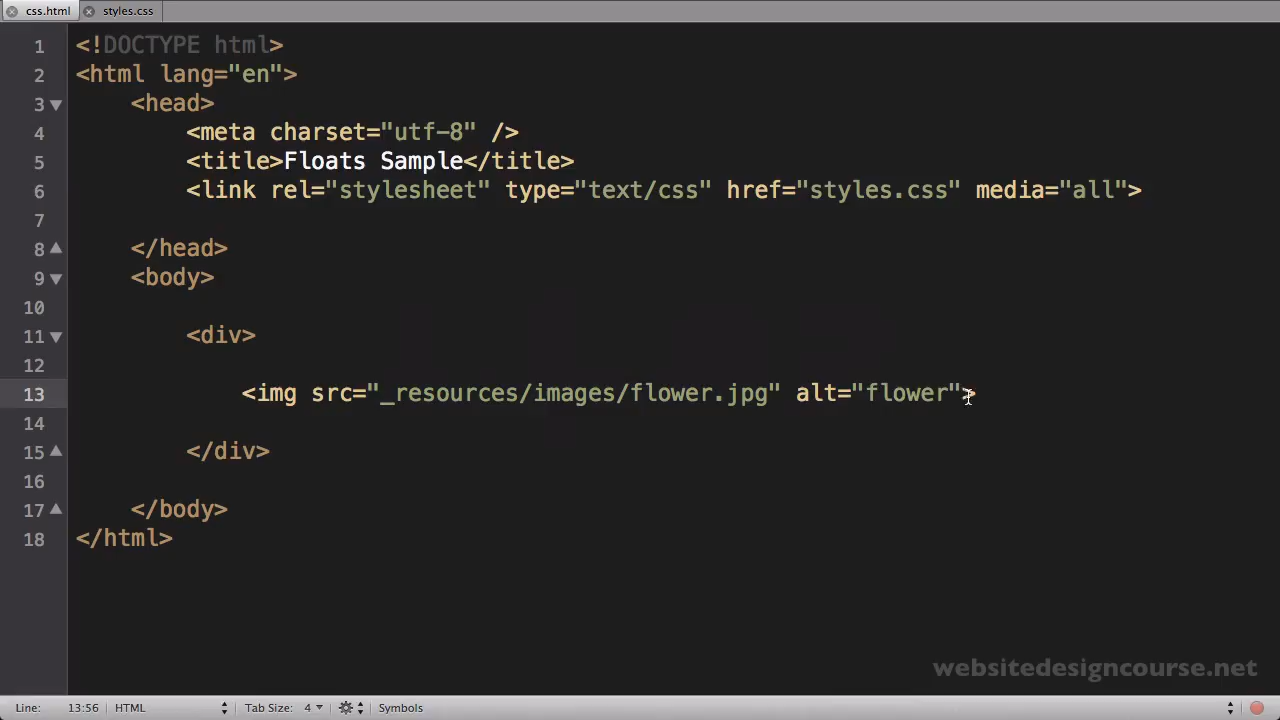 css.html styles.css
1 <!DOCTYPE html>
2 <html lang="en">
3 <head>
4 <meta charset="utf-8" />
5 <title>Floats Sample</title>
6 <link rel="stylesheet" type="text/css" href="styles.css" media="all">
7
8 </head>
9 <body>
10
11 <div>
12
13 <img src="_resources/images/flower.jpg" alt="flower">
14
15 </div>
16
17 </body>
18 </html>
websitedesigncourse.net
Line: 13:56 HTML Tab Size: 4 Symbols